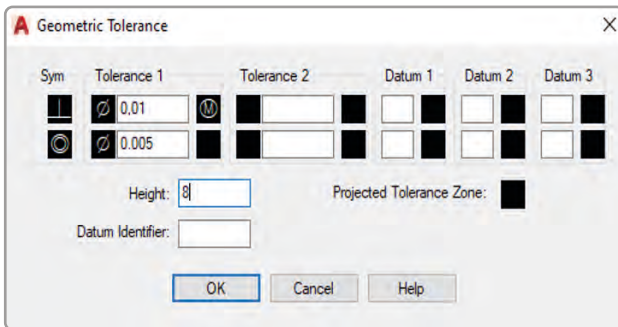 A Geometric Tolerance
Sym Tolerance 1 Tolerance 2 Datum 1 Datum 2 Datum 3
⊥ ⌀ 0,01 Ⓜ
◎ ⌀ 0.005
Height: 8 Projected Tolerance Zone:
Datum Identifier:
OK Cancel Help